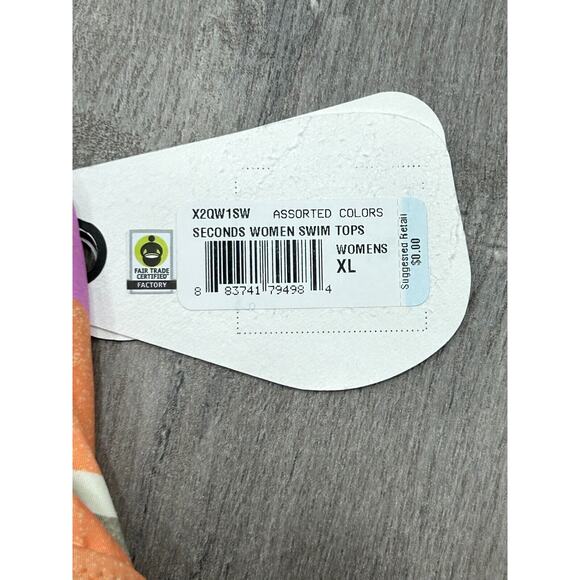 X2QW1SW ASSORTED COLORS
SECONDS WOMEN SWIM TOPS
WOMENS
XL
8 83741 79498 4
Suggested Retail
$0.00
FAIR TRADE
CERTIFIED
FACTORY